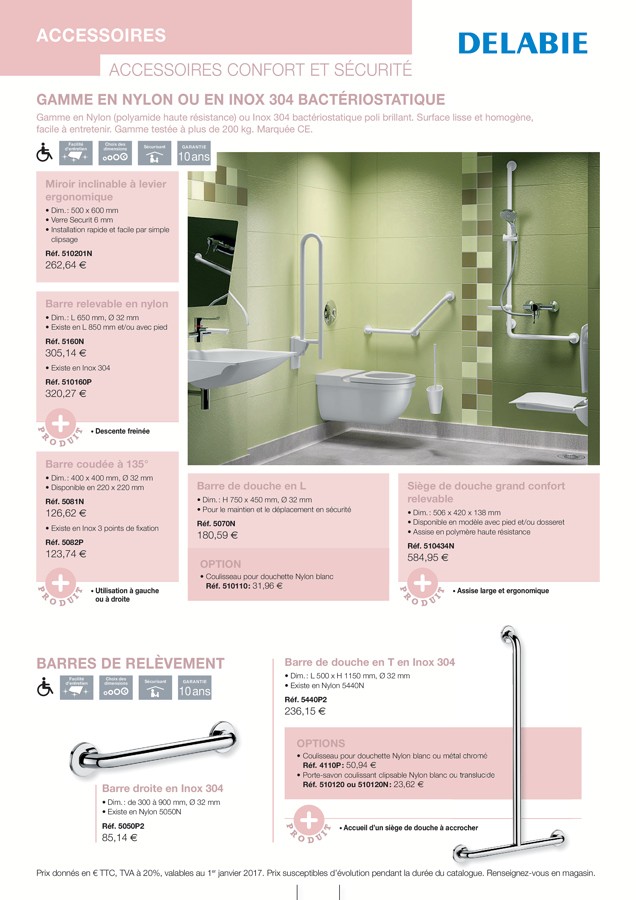 ACCESSOIRES
DELABIE
ACCESSOIRES CONFORT ET SÉCURITÉ
GAMME EN NYLON OU EN INOX 304 BACTÉRIOSTATIQUE
Gamme en Nylon (polyamide haute résistance) ou Inox 304 bactériostatique poli brillant. Surface lisse et homogène,
facile à entretenir. Gamme testée à plus de 200 kg. Marquée CE.
Facilité d'entretien
Choix des dimensions
Sécurisant
GARANTIE
10 ans
Miroir inclinable à levier
ergonomique
• Dim. : 500 x 600 mm
• Verre Securit 6 mm
• Installation rapide et facile par simple
clipsage
Réf. 510201N
262,64 €
Barre relevable en nylon
• Dim. : L 650 mm, Ø 32 mm
• Existe en L 850 mm et/ou avec pied
Réf. 5160N
305,14 €
• Existe en Inox 304
Réf. 510160P
320,27 €
PRODUIT
• Descente freinée
Barre coudée à 135°
• Dim. : 400 x 400 mm, Ø 32 mm
• Disponible en 220 x 220 mm
Réf. 5081N
126,62 €
• Existe en Inox 3 points de fixation
Réf. 5082P
123,74 €
PRODUIT
• Utilisation à gauche
ou à droite
Barre de douche en L
• Dim. : H 750 x 450 mm, Ø 32 mm
• Pour le maintien et le déplacement en sécurité
Réf. 5070N
180,59 €
OPTION
• Coulisseau pour douchette Nylon blanc
Réf. 510110 : 31,96 €
Siège de douche grand confort
relevable
• Dim. : 506 x 420 x 138 mm
• Disponible en modèle avec pied et/ou dosseret
• Assise en polymère haute résistance
Réf. 510434N
584,95 €
PRODUIT
• Assise large et ergonomique
BARRES DE RELÈVEMENT
Facilité d'entretien
Choix des dimensions
Sécurisant
GARANTIE
10 ans
Barre droite en Inox 304
• Dim. : de 300 à 900 mm, Ø 32 mm
• Existe en Nylon 5050N
Réf. 5050P2
85,14 €
Barre de douche en T en Inox 304
• Dim. : L 500 x H 1150 mm, Ø 32 mm
• Existe en Nylon 5440N
Réf. 5440P2
236,15 €
OPTIONS
• Coulisseau pour douchette Nylon blanc ou métal chromé
Réf. 4110P : 50,94 €
• Porte-savon coulissant clipsable Nylon blanc ou translucide
Réf. 510120 ou 510120N : 23,62 €
PRODUIT
• Accueil d'un siège de douche à accrocher
Prix donnés en € TTC, TVA à 20%, valables au 1er janvier 2017. Prix susceptibles d'évolution pendant la durée du catalogue. Renseignez-vous en magasin.